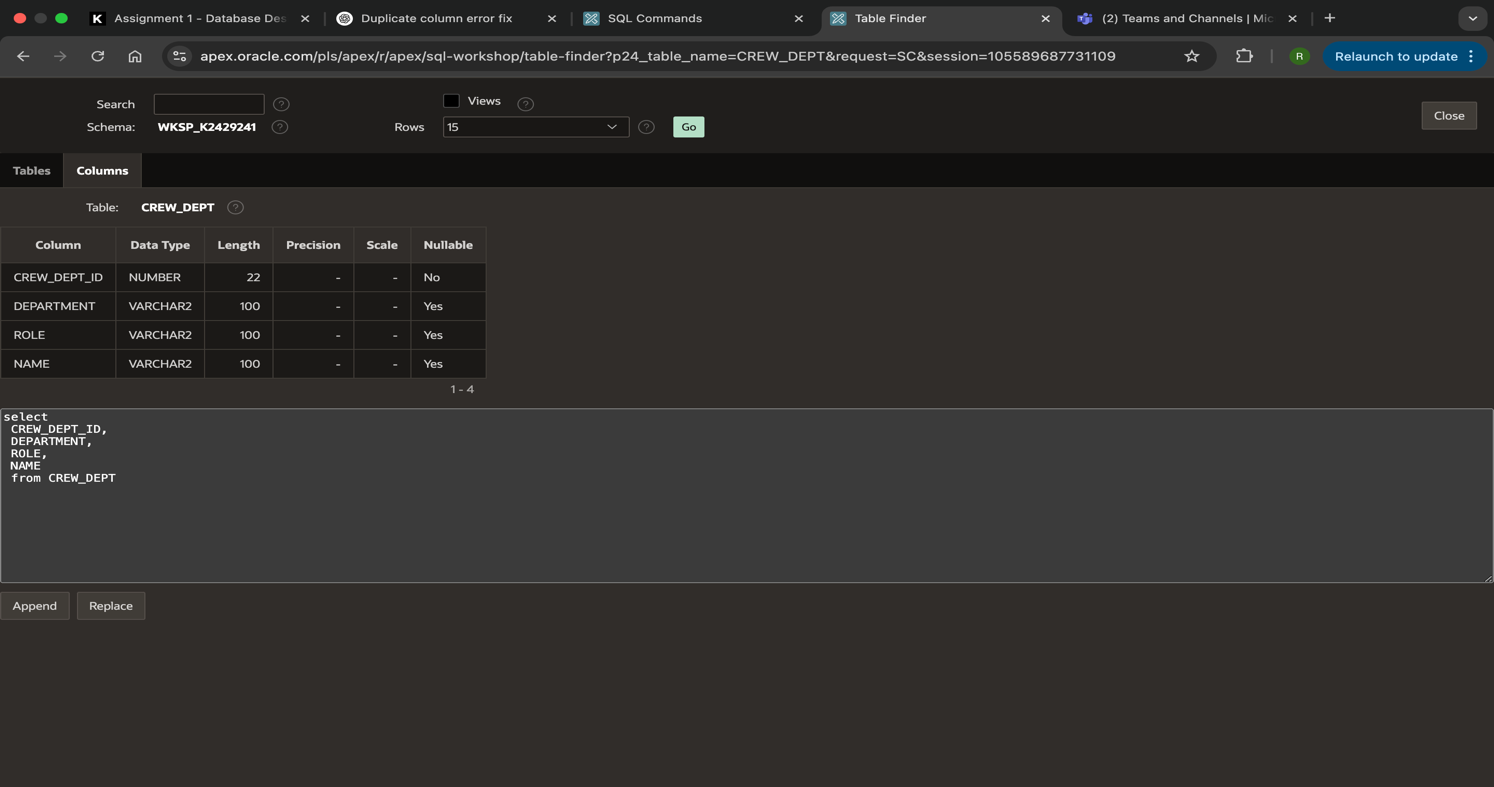 Assignment 1 - Database Des
Duplicate column error fix
SQL Commands
Table Finder
(2) Teams and Channels | Mic
apex.oracle.com/pls/apex/r/apex/sql-workshop/table-finder?p24_table_name=CREW_DEPT&request=SC&session=105589687731109
R
Relaunch to update
Search ?
Views ?
Close
Schema: WKSP_K2429241 ?
Rows 15 ? Go
Tables Columns
Table: CREW_DEPT ?
Column Data Type Length Precision Scale Nullable
CREW_DEPT_ID NUMBER 22 - - No
DEPARTMENT VARCHAR2 100 - - Yes
ROLE VARCHAR2 100 - - Yes
NAME VARCHAR2 100 - - Yes
1 - 4
select
CREW_DEPT_ID,
DEPARTMENT,
ROLE,
NAME
from CREW_DEPT
Append Replace